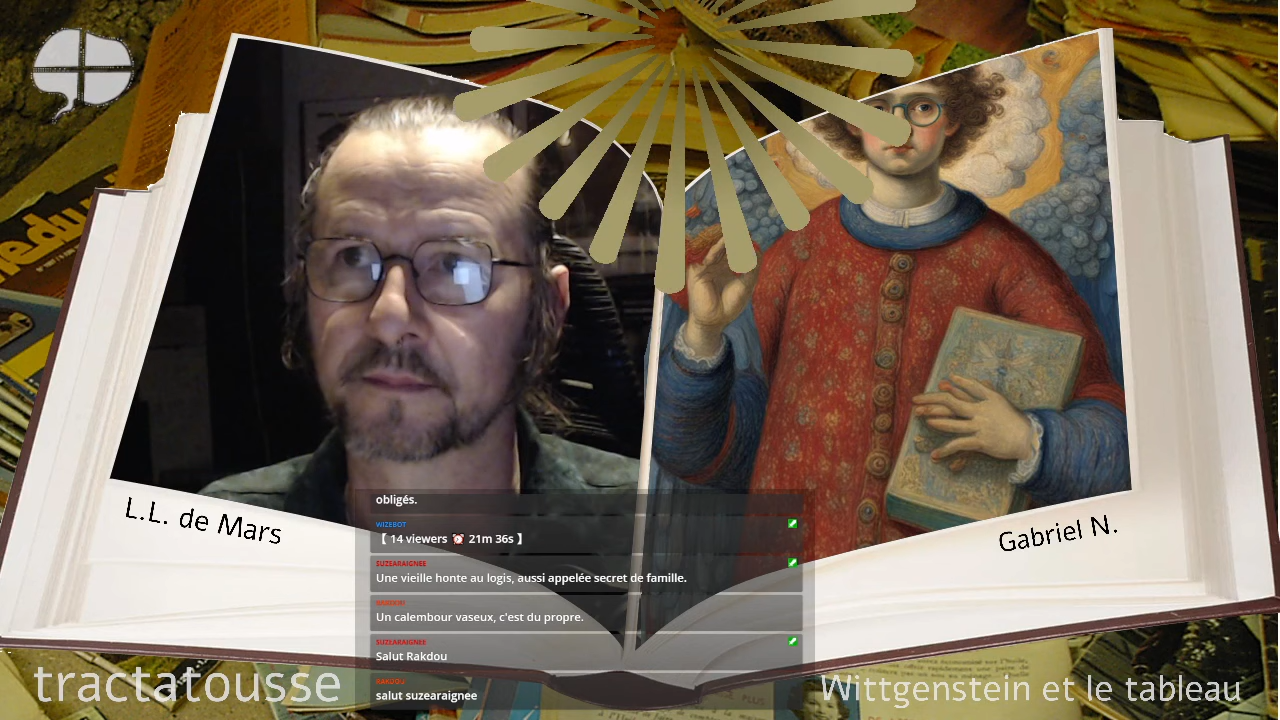 L.L. de Mars
Gabriel N.
obligés.
WIZEBOT
【 14 viewers ⏰ 21m 36s 】
SUZEARAIGNEE
Une vieille honte au logis, aussi appelée secret de famille.
Un calembour vaseux, c'est du propre.
SUZEARAIGNEE
Salut Rakdou
RAKDOU
salut suzearaignee
tractatousse
Wittgenstein et le tableau